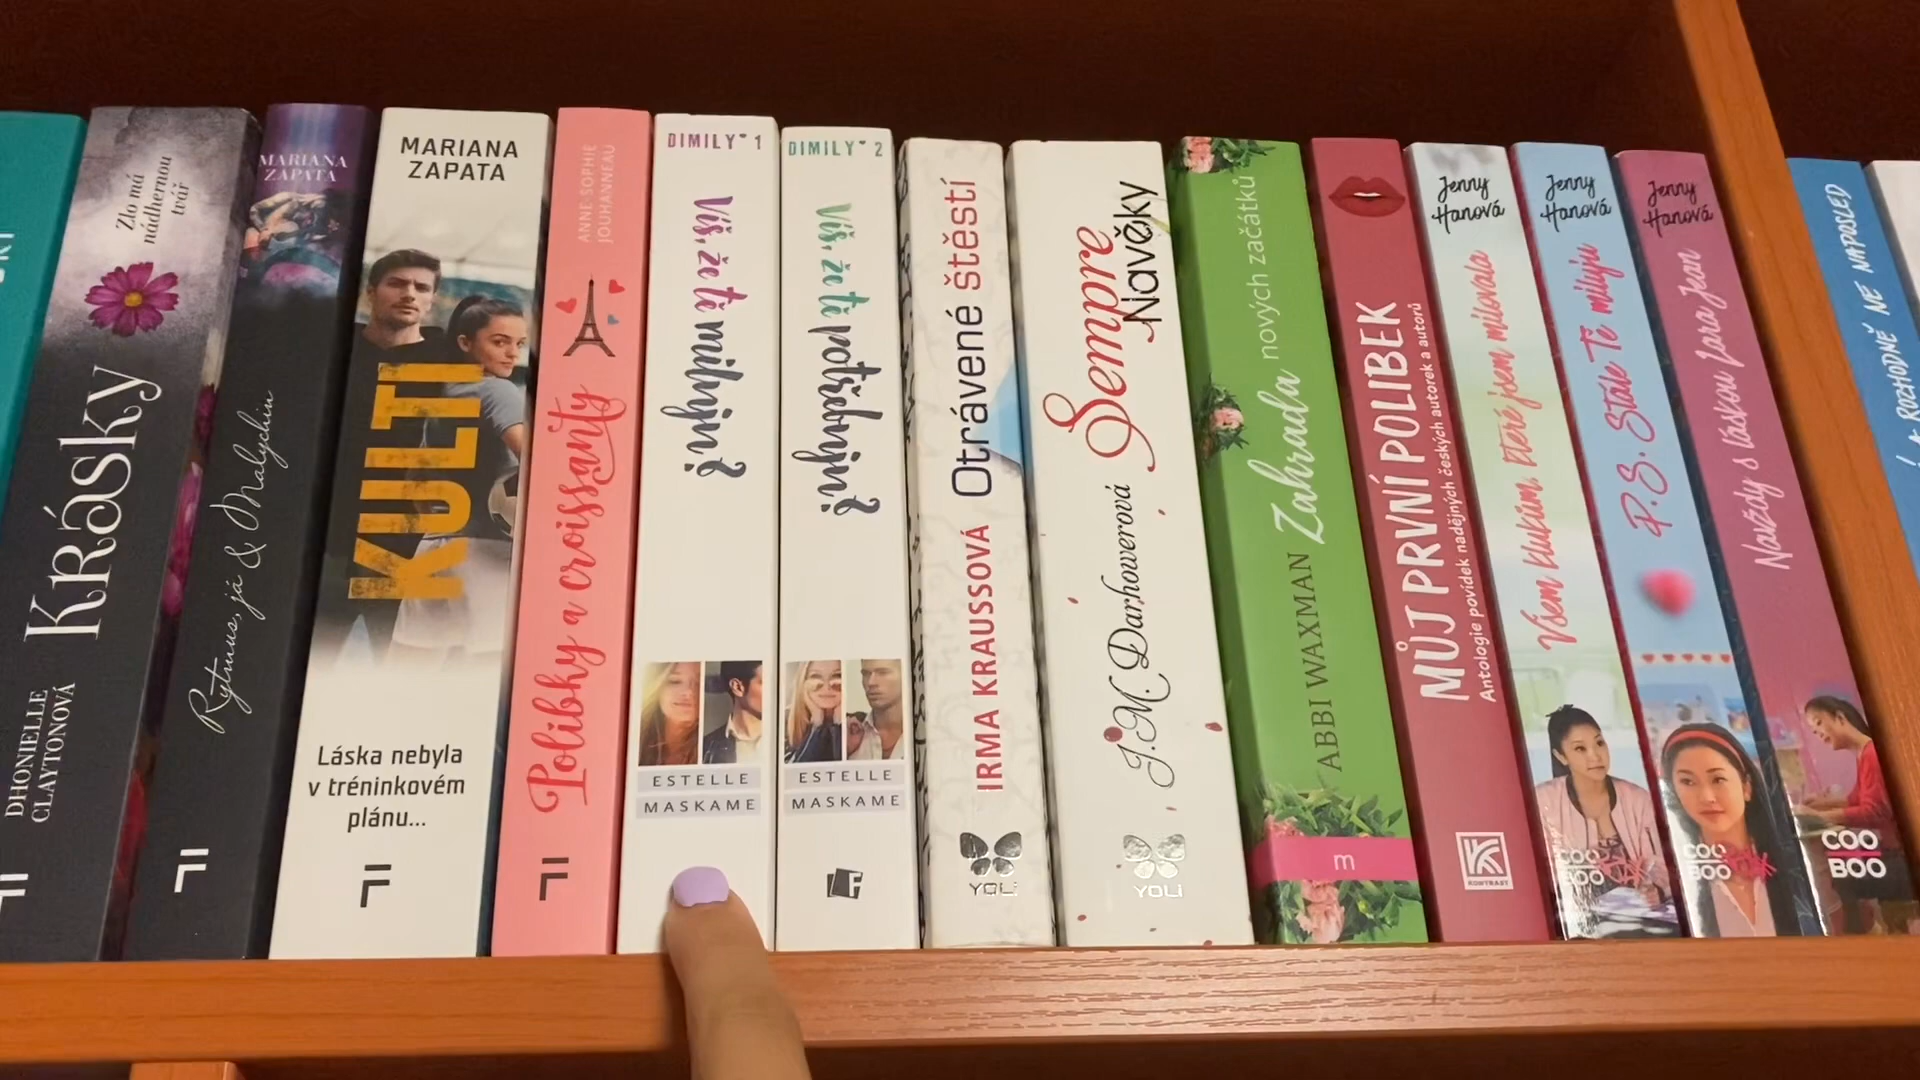 Zlo má
nádhernou
tvář
Krásky
DHONIELLE
CLAYTONOVÁ
MARIANA
ZAPATA
Rytmus, já & Malychin
MARIANA
ZAPATA
KULTI
Láska nebyla
v tréninkovém
plánu...
ANNE-SOPHIE
JOUHANNEAU
Polibky a croissanty
DIMILY 1
Víš, že tě miluju?
ESTELLE
MASKAME
DIMILY 2
Víš, že tě potřebuju?
ESTELLE
MASKAME
IRMA KRAUSSOVÁ Otrávené štěstí
YOLi
J.M. Darhowerová Sempre
Navěky
YOLi
ABBI WAXMAN Zahrada nových začátků
m
MŮJ PRVNÍ POLIBEK
Antologie povídek nadějných českých autorek a autorů
KONTRAST
Jenny
Hanová
Všem klukům, které jsem milovala
COO
BOO
Jenny
Hanová
P.S. Stále Tě miluju
COO
BOO
Jenny
Hanová
Navždy s láskou Lara Jean
COO
BOO
A ROZHODNĚ NE NAPOSLED